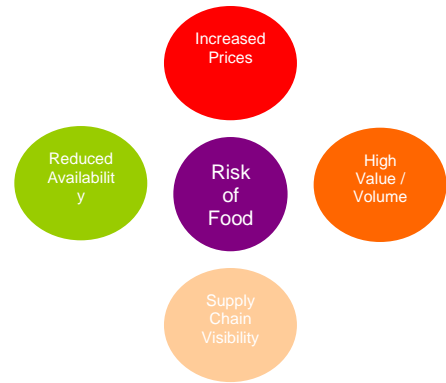 Increased
Prices
Reduced
Availabilit
y
Risk
of
Food
High
Value /
Volume
Supply
Chain
Visibility